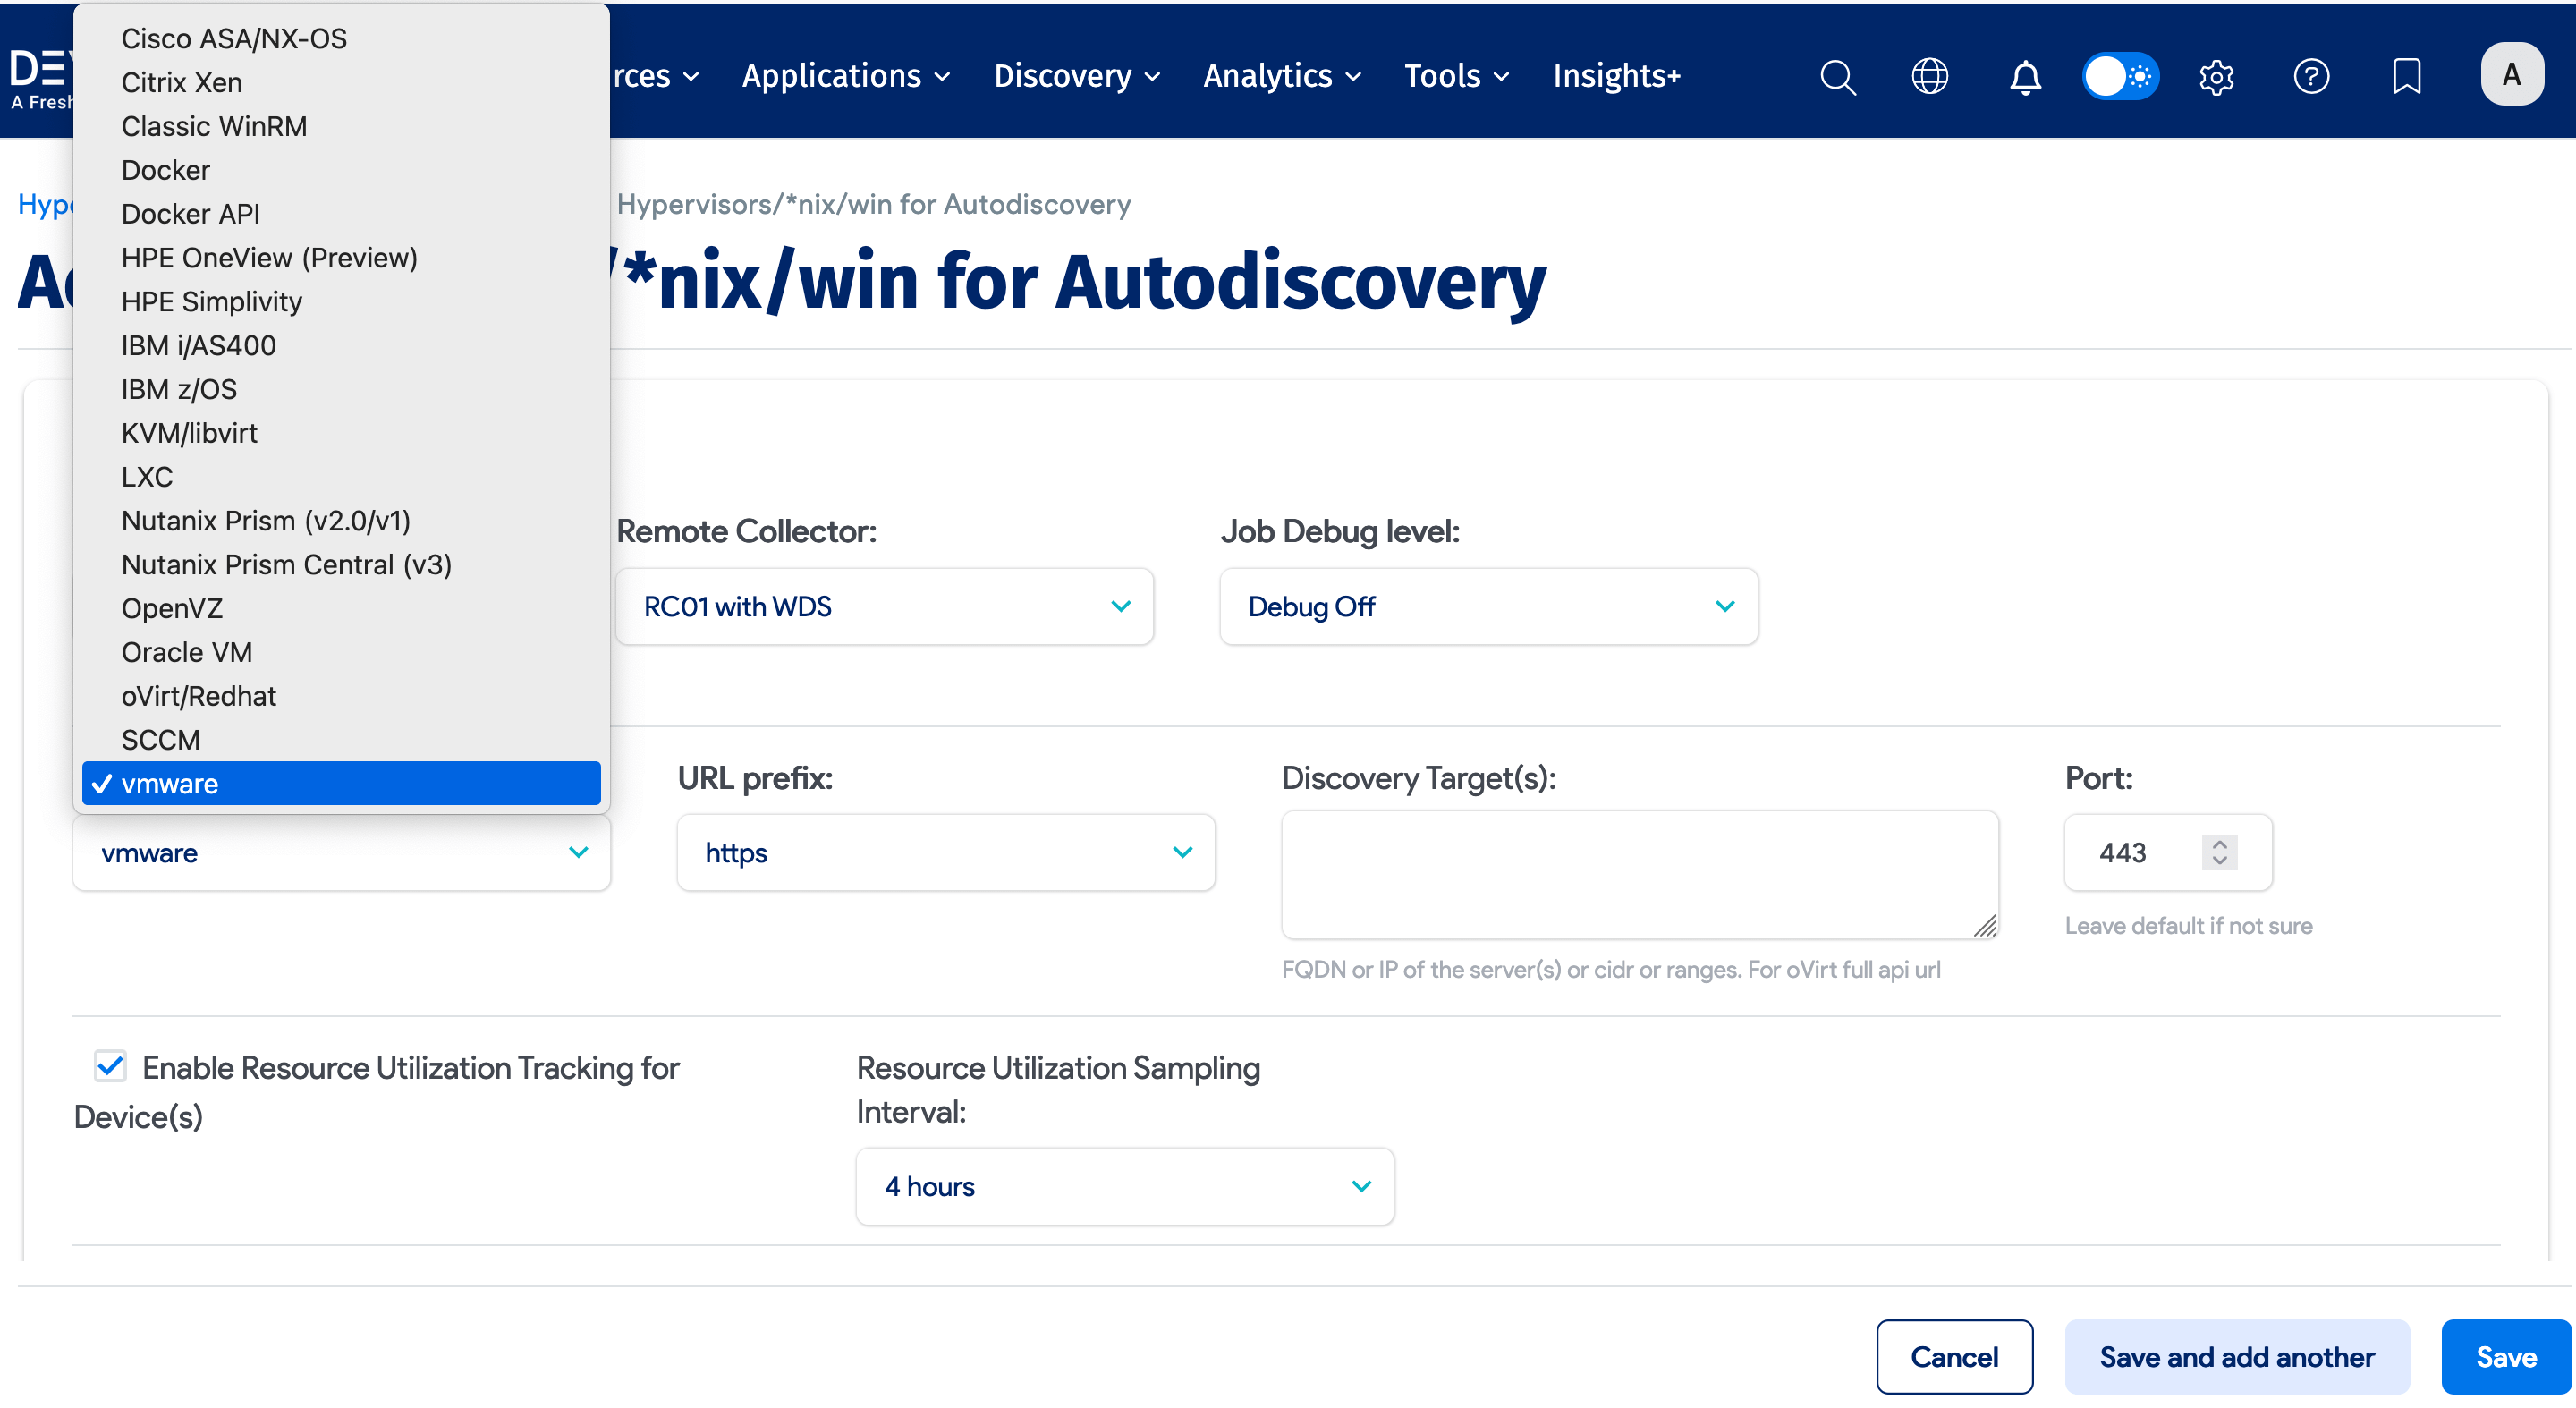 Cisco ASA/NX-OS
Citrix Xen
Classic WinRM
Docker
Docker API
HPE OneView (Preview)
HPE Simplivity
IBM i/AS400
IBM z/OS
KVM/libvirt
LXC
Nutanix Prism (v2.0/v1)
Nutanix Prism Central (v3)
OpenVZ
Oracle VM
oVirt/Redhat
SCCM
vmware
Applications Discovery Analytics Tools Insights+
A
Hypervisors/*nix/win for Autodiscovery
/*nix/win for Autodiscovery
Remote Collector: Job Debug level:
RC01 with WDS Debug Off
URL prefix: Discovery Target(s): Port:
vmware https 443
Leave default if not sure
FQDN or IP of the server(s) or cidr or ranges. For oVirt full api url
Enable Resource Utilization Tracking for
Device(s)
Resource Utilization Sampling
Interval:
4 hours
Cancel Save and add another Save